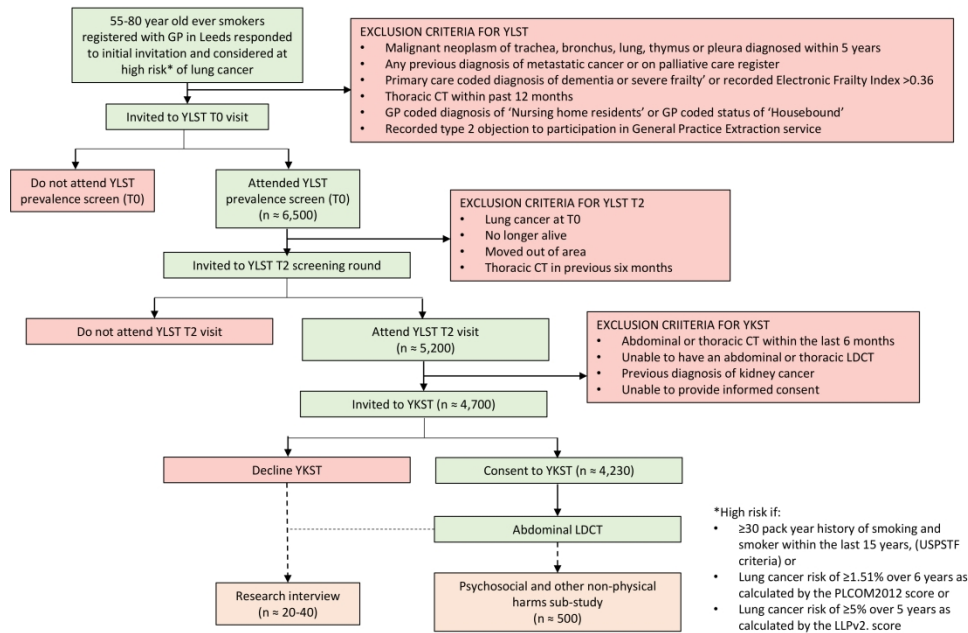 55-80 year old ever smokers
registered with GP in Leeds responded
to initial invitation and considered at
high risk* of lung cancer
EXCLUSION CRITERIA FOR YLST
• Malignant neoplasm of trachea, bronchus, lung, thymus or pleura diagnosed within 5 years
• Any previous diagnosis of metastatic cancer or on palliative care register
• Primary care coded diagnosis of dementia or severe frailty’ or recorded Electronic Frailty Index >0.36
• Thoracic CT within past 12 months
• GP coded diagnosis of ‘Nursing home residents’ or GP coded status of ‘Housebound’
• Recorded type 2 objection to participation in General Practice Extraction service
Invited to YLST T0 visit
Do not attend YLST
prevalence screen (T0)
Attended YLST
prevalence screen (T0)
(n ≈ 6,500)
EXCLUSION CRITERIA FOR YLST T2
• Lung cancer at T0
• No longer alive
• Moved out of area
• Thoracic CT in previous six months
Invited to YLST T2 screening round
Do not attend YLST T2 visit
Attend YLST T2 visit
(n ≈ 5,200)
EXCLUSION CRIITERIA FOR YKST
• Abdominal or thoracic CT within the last 6 months
• Unable to have an abdominal or thoracic LDCT
• Previous diagnosis of kidney cancer
• Unable to provide informed consent
Invited to YKST (n ≈ 4,700)
Decline YKST
Consent to YKST (n ≈ 4,230)
Abdominal LDCT
Research interview
(n ≈ 20-40)
Psychosocial and other non-physical
harms sub-study
(n ≈ 500)
*High risk if:
• ≥30 pack year history of smoking and
smoker within the last 15 years, (USPSTF
criteria) or
• Lung cancer risk of ≥1.51% over 6 years as
calculated by the PLCOM2012 score or
• Lung cancer risk of ≥5% over 5 years as
calculated by the LLPv2. score